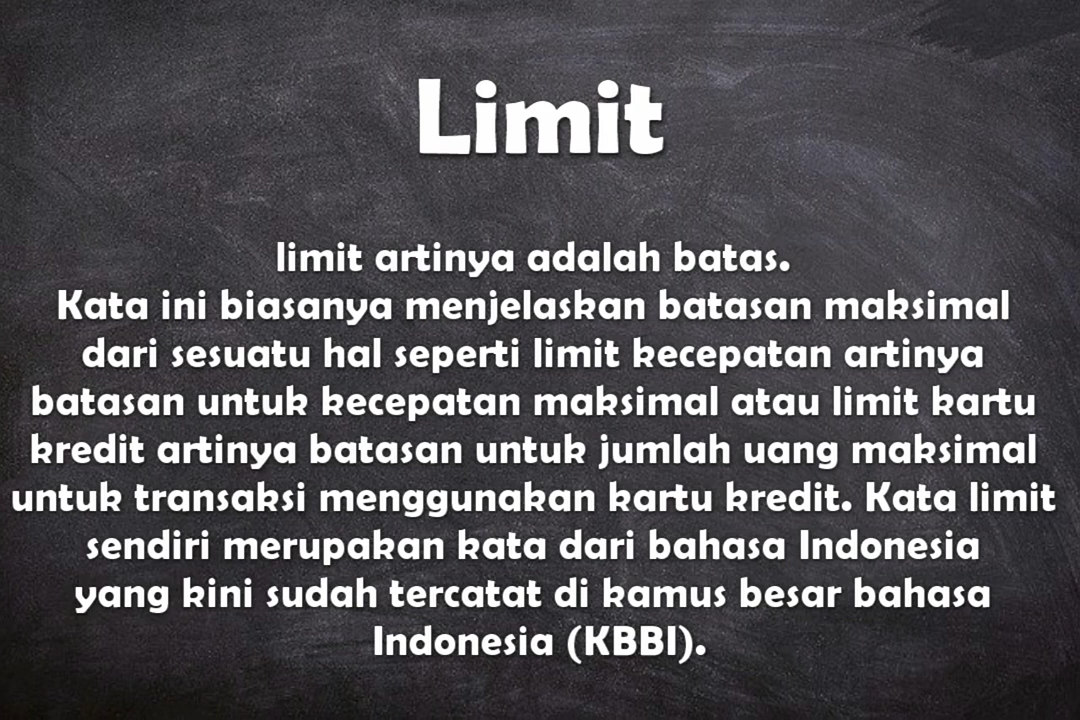 Limit
limit artinya adalah batas.
Kata ini biasanya menjelaskan batasan maksimal
dari sesuatu hal seperti limit kecepatan artinya
batasan untuk kecepatan maksimal atau limit kartu
kredit artinya batasan untuk jumlah uang maksimal
untuk transaksi menggunakan kartu kredit. Kata limit
sendiri merupakan kata dari bahasa Indonesia
yang kini sudah tercatat di kamus besar bahasa
Indonesia (KBBI).